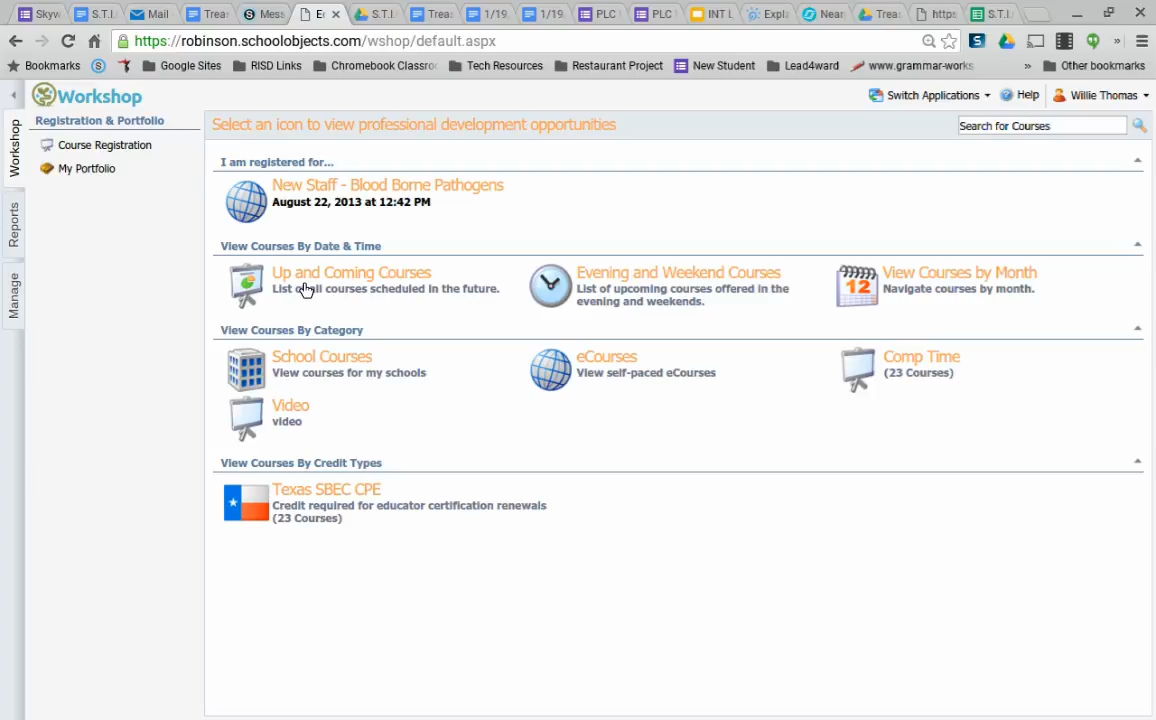 Skyw
S.T.I.
Mail
Trea
Mess
E
S.T.I.
Trea
1/19
1/19
PLC
PLC
INT L
Expl
Near
Trea
https
S.T.I.
https://robinson.schoolobjects.com/wshop/default.aspx
Bookmarks
Google Sites
RISD Links
Chromebook Classro
Tech Resources
Restaurant Project
New Student
Lead4ward
www.grammar-works
»
Other bookmarks
Workshop
Switch Applications
Help
Willie Thomas
Workshop
Reports
Manage
Registration & Portfolio
Course Registration
My Portfolio
Select an icon to view professional development opportunities
Search for Courses
I am registered for...
New Staff - Blood Borne Pathogens
August 22, 2013 at 12:42 PM
View Courses By Date & Time
Up and Coming Courses
List of all courses scheduled in the future.
Evening and Weekend Courses
List of upcoming courses offered in the
evening and weekends.
12
View Courses by Month
Navigate courses by month.
View Courses By Category
School Courses
View courses for my schools
eCourses
View self-paced eCourses
Comp Time
(23 Courses)
Video
video
View Courses By Credit Types
Texas SBEC CPE
Credit required for educator certification renewals
(23 Courses)